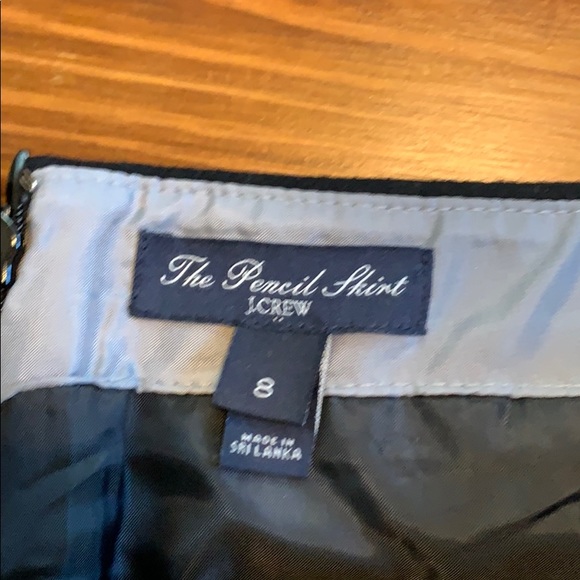 The Pencil Skirt
J.CREW
8
MADE IN
SRI LANKA